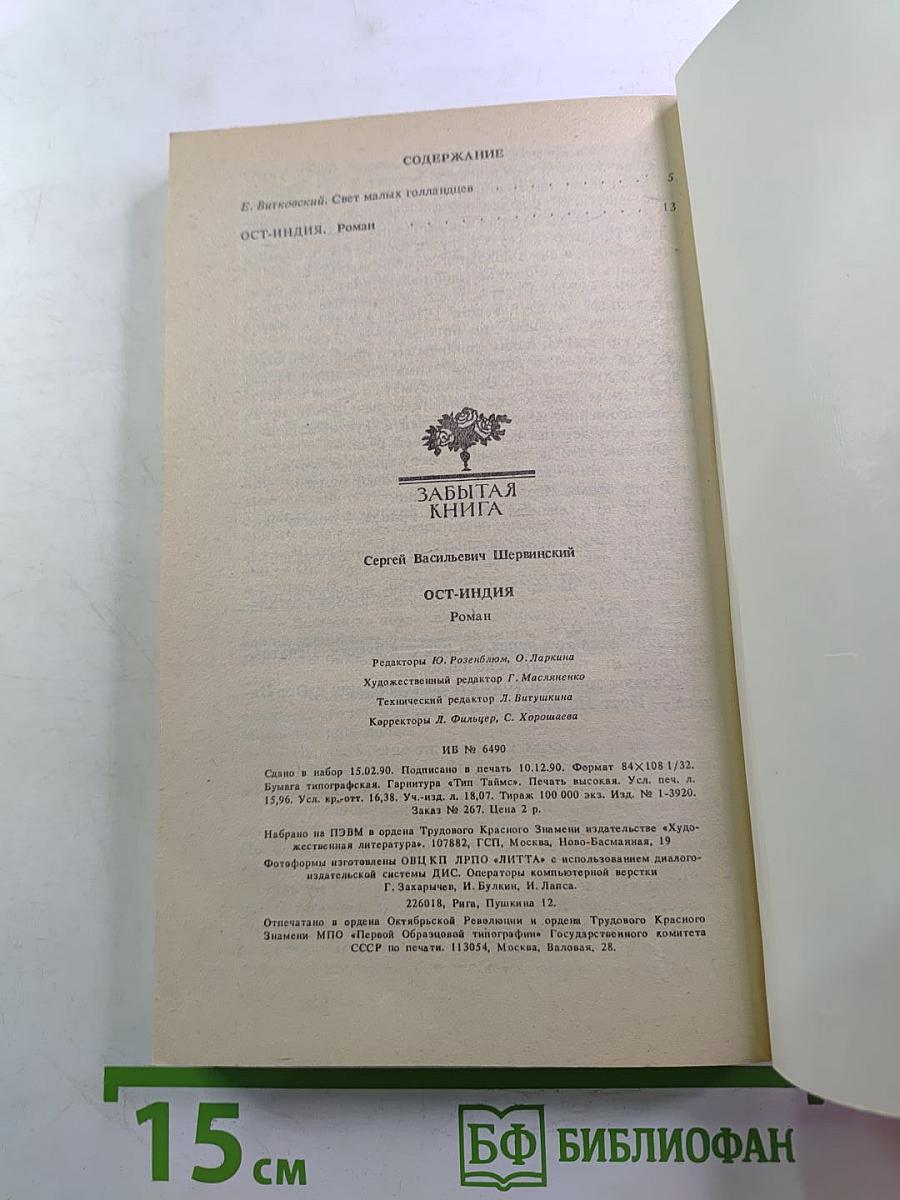 СОДЕРЖАНИЕ
Е. Витковский. Свет малых голландцев . . . . . . . . . 5
ОСТ-ИНДИЯ. Роман . . . . . . . . . . . . . 13
ЗАБЫТАЯ
КНИГА
Сергей Васильевич Шервинский
ОСТ-ИНДИЯ
Роман
Редакторы Ю. Розенблюм, О. Ларкина
Художественный редактор Г. Масляненко
Технический редактор Л. Витушкина
Корректоры Л. Фильцер, С. Хорошаева
ИБ № 6490
Сдано в набор 15.02.90. Подписано в печать 10.12.90. Формат 84×108 1/32.
Бумага типографская. Гарнитура «Тип Таймс». Печать высокая. Усл. печ. л.
15,96. Усл. кр.-отт. 16,38. Уч.-изд. л. 18,07. Тираж 100 000 экз. Изд. № 1-3920.
Заказ № 267. Цена 2 р.
Набрано на ПЭВМ в ордена Трудового Красного Знамени издательстве «Худо-
жественная литература». 107882, ГСП, Москва, Ново-Басманная, 19
Фотоформы изготовлены ОВЦ КП ЛРПО «ЛИТТА» с использованием диалого-
издательской системы ДИС. Операторы компьютерной верстки
Г. Захарычев, И. Булкин, И. Лапса.
226018, Рига, Пушкина 12.
Отпечатано в ордена Октябрьской Революции и ордена Трудового Красного
Знамени МПО «Первой Образцовой типографии» Государственного комитета
СССР по печати. 113054, Москва, Валовая, 28.
15 см
БФ БИБЛИОФАН